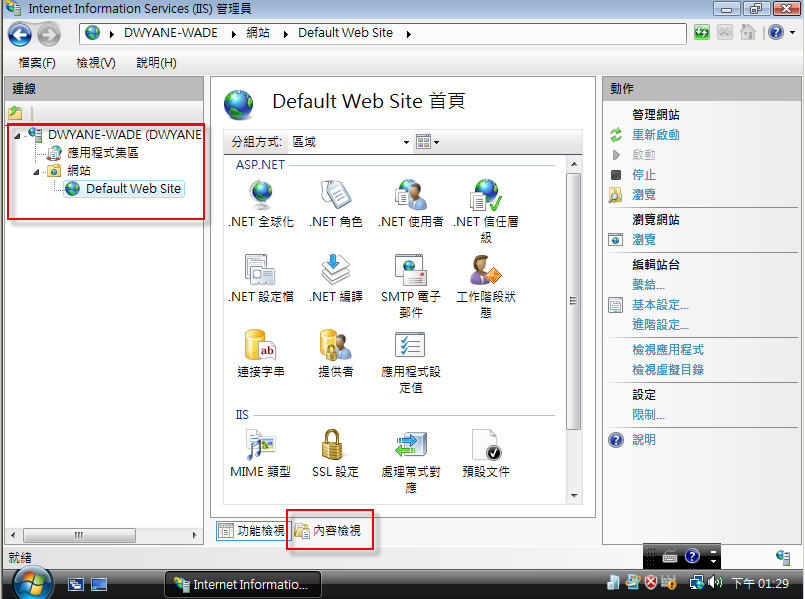 Internet Information Services (IIS) 管理員
DWYANE-WADE 網站 Default Web Site
檔案(F) 檢視(V) 說明(H)
連線
DWYANE-WADE (DWYANE
應用程式集區
網站
Default Web Site
Default Web Site 首頁
分組方式: 區域
ASP.NET
.NET 全球化
.NET 角色
.NET 使用者
.NET 信任層
級
.NET 設定檔
.NET 編譯
SMTP 電子
郵件
工作階段狀
態
連接字串
提供者
應用程式設
定值
IIS
MIME 類型
SSL 設定
處理常式對
應
預設文件
功能檢視
內容檢視
動作
管理網站
重新啟動
啟動
停止
瀏覽
瀏覽網站
瀏覽
編輯站台
繫結...
基本設定...
進階設定...
檢視應用程式
檢視虛擬目錄
設定
限制...
說明
就緒
Internet Informatio...
下午 01:29